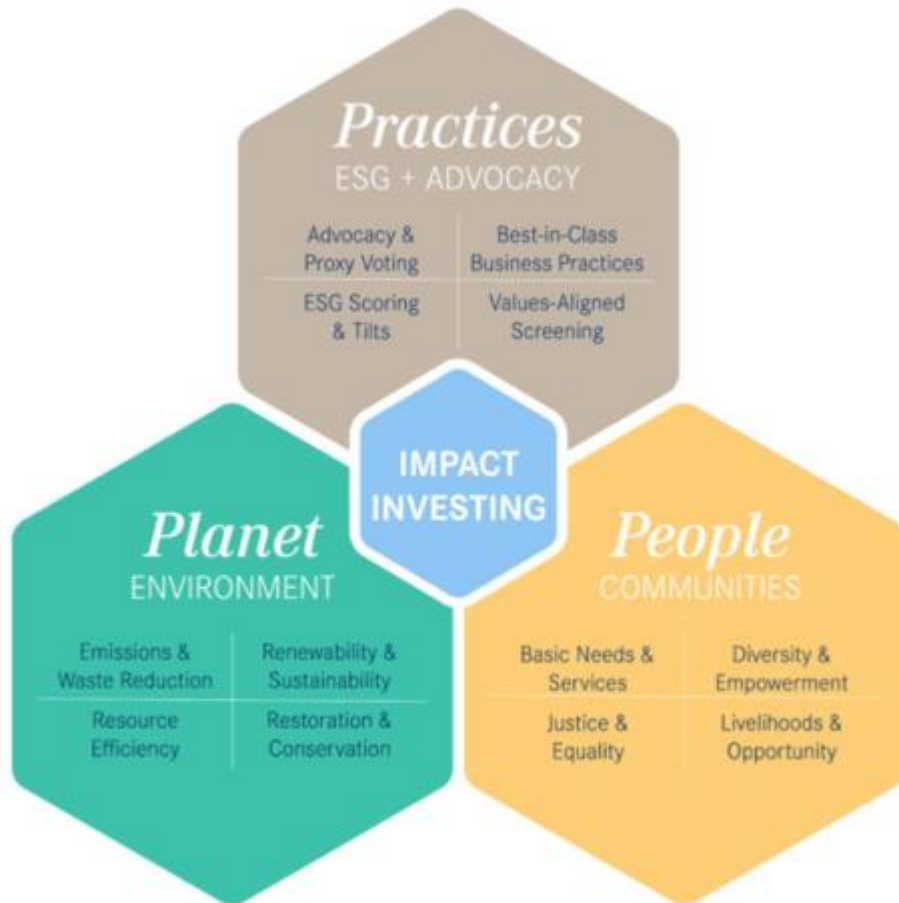 Practices
ESG + ADVOCACY
Advocacy &
Proxy Voting
Best-in-Class
Business Practices
ESG Scoring
& Tilts
Values-Aligned
Screening
IMPACT
INVESTING
Planet
ENVIRONMENT
Emissions &
Waste Reduction
Renewability &
Sustainability
Resource
Efficiency
Restoration &
Conservation
People
COMMUNITIES
Basic Needs &
Services
Diversity &
Empowerment
Justice &
Equality
Livelihoods &
Opportunity